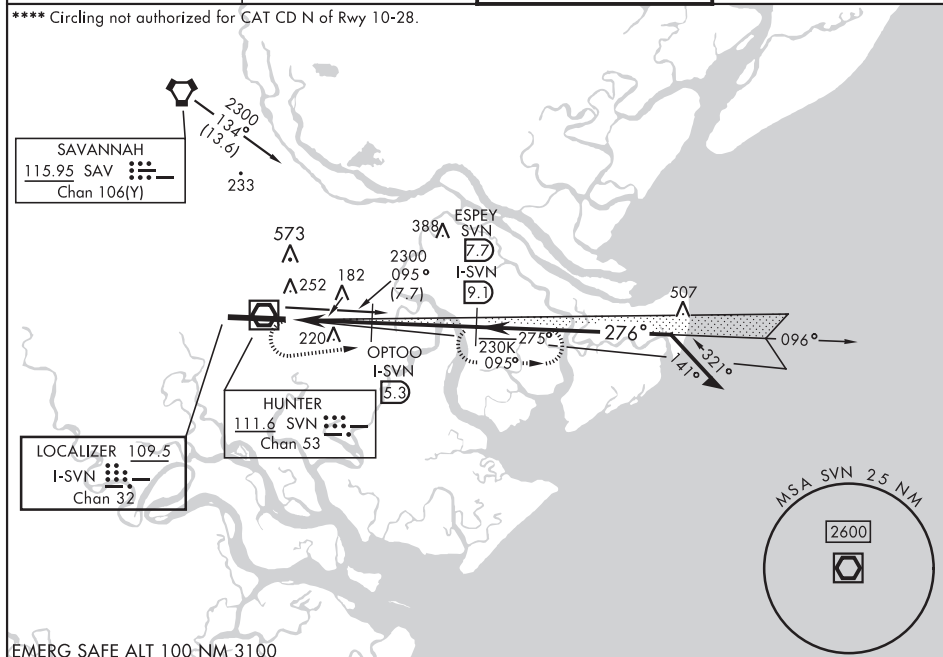 **** Circling not authorized for CAT CD N of Rwy 10-28.
2300
134°
(13.6)
SAVANNAH
115.95 SAV
Chan 106(Y)
233
573
252
182
388
2300
095°
(7.7)
ESPEY
SVN
7.7
I-SVN
9.1
507
220
OPTOO
I-SVN
5.3
230K
275°
095°
276°
096°
141°
321°
HUNTER
111.6 SVN
Chan 53
LOCALIZER 109.5
I-SVN
Chan 32
MSA SVN 25 NM
2600
EMERG SAFE ALT 100 NM 3100